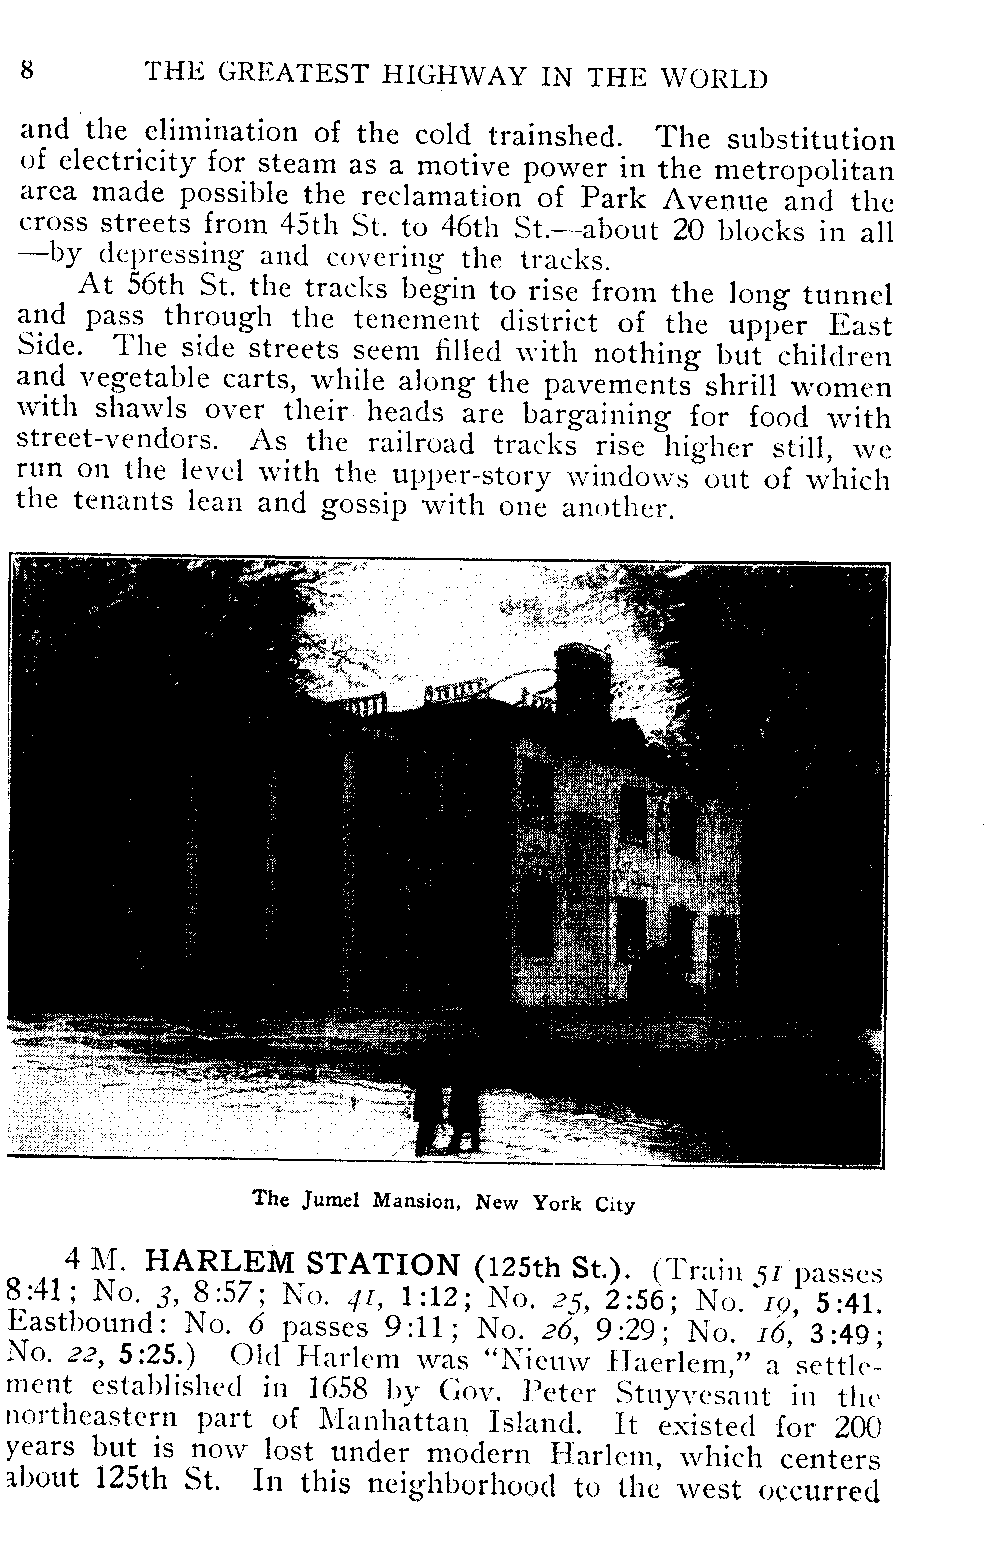 8 THE GREATEST HIGHWAY IN THE WORLD
and the elimination of the cold trainshed. The substitution
of electricity for steam as a motive power in the metropolitan
area made possible the reclamation of Park Avenue and the
cross streets from 45th St. to 46th St.--about 20 blocks in all
—by depressing and covering the tracks.
At 56th St. the tracks begin to rise from the long tunnel
and pass through the tenement district of the upper East
Side. The side streets seem filled with nothing but children
and vegetable carts, while along the pavements shrill women
with shawls over their heads are bargaining for food with
street-vendors. As the railroad tracks rise higher still, we
run on the level with the upper-story windows out of which
the tenants lean and gossip with one another.
The Jumel Mansion, New York City
4 M. HARLEM STATION (125th St.). (Train 51 passes
8:41; No. 3, 8:57; No. 41, 1:12; No. 25, 2:56; No. 19, 5:41.
Eastbound: No. 6 passes 9:11; No. 26, 9:29; No. 16, 3:49;
No. 22, 5:25.) Old Harlem was "Nieuw Haerlem," a settle-
ment established in 1658 by Gov. Peter Stuyvesant in the
northeastern part of Manhattan Island. It existed for 200
years but is now lost under modern Harlem, which centers
about 125th St. In this neighborhood to the west occurred